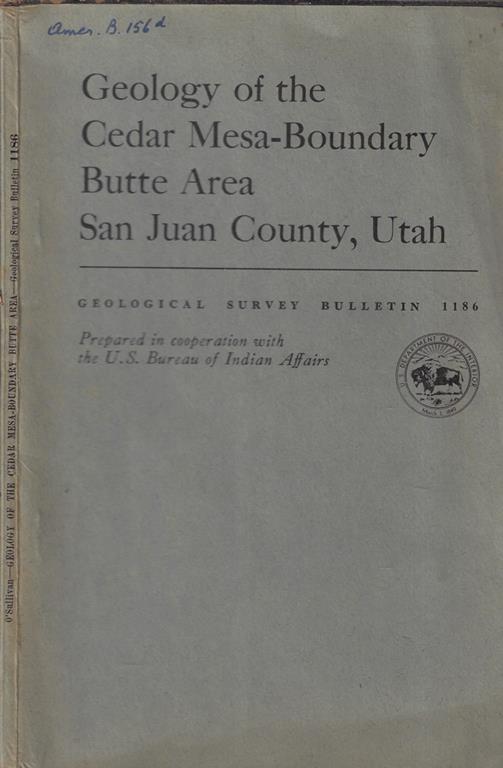 Amer. B. 156 d
Geology of the
Cedar Mesa-Boundary
Butte Area
San Juan County, Utah
GEOLOGICAL SURVEY BULLETIN 1186
Prepared in cooperation with
the U.S. Bureau of Indian Affairs
U.S. DEPARTMENT OF THE INTERIOR
March 3, 1849
O'Sullivan—GEOLOGY OF THE CEDAR MESA-BOUNDARY BUTTE AREA—Geological Survey Bulletin 1186